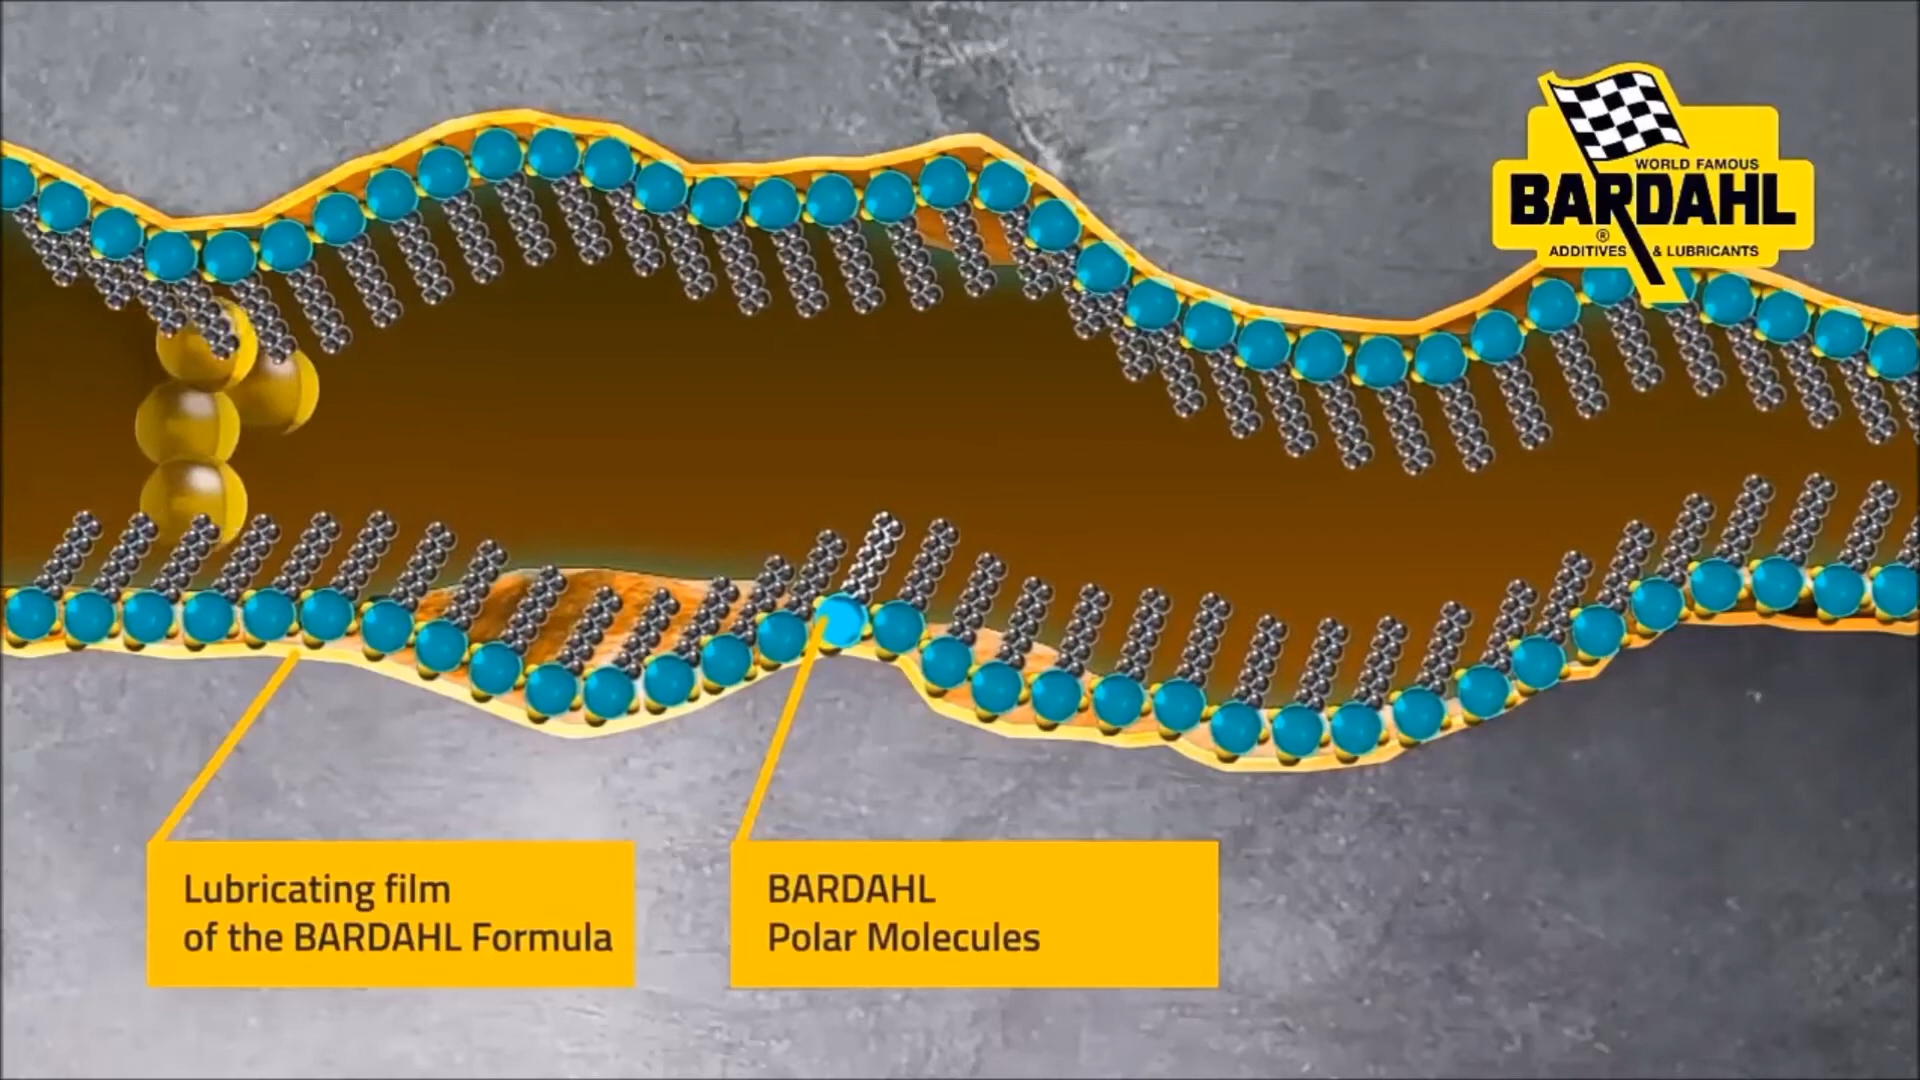 WORLD FAMOUS
BARDAHL
®
ADDITIVES & LUBRICANTS
Lubricating film
of the BARDAHL Formula
BARDAHL
Polar Molecules